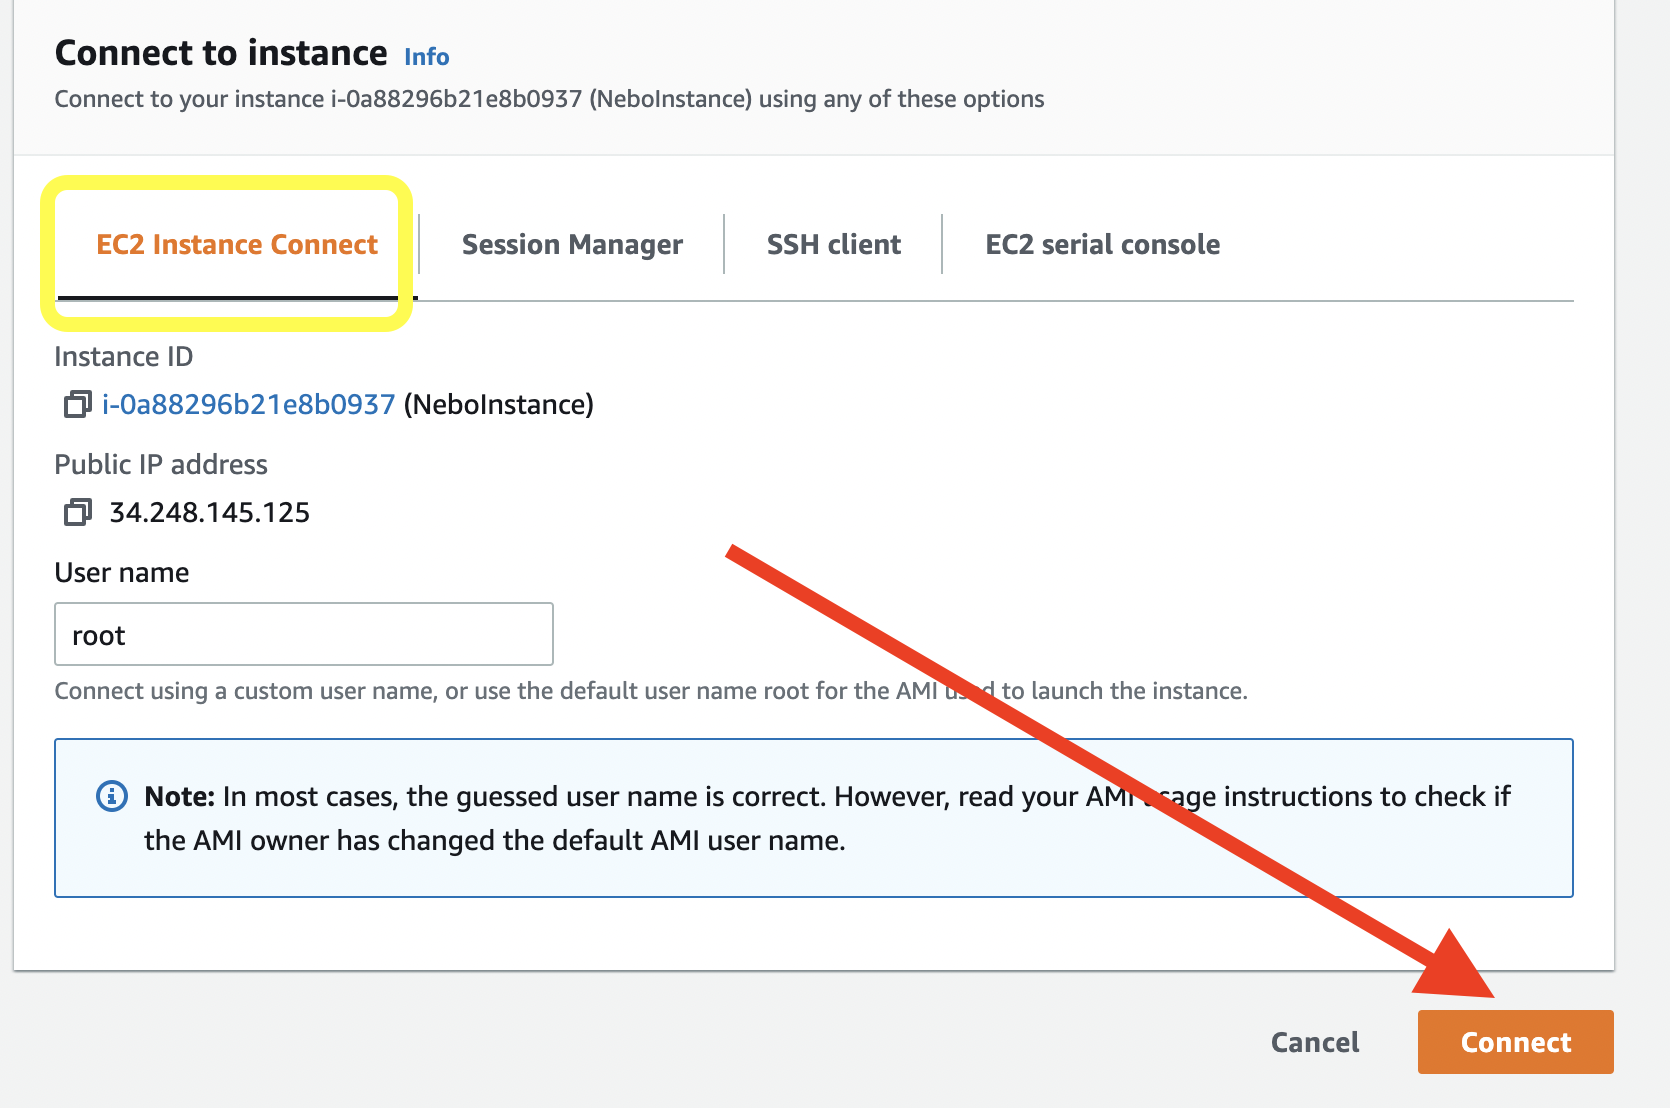 Connect to instance Info
Connect to your instance i-0a88296b21e8b0937 (NeboInstance) using any of these options
EC2 Instance Connect
Session Manager
SSH client
EC2 serial console
Instance ID
i-0a88296b21e8b0937 (NeboInstance)
Public IP address
34.248.145.125
User name
root
Connect using a custom user name, or use the default user name root for the AMI used to launch the instance.
Note: In most cases, the guessed user name is correct. However, read your AMI usage instructions to check if
the AMI owner has changed the default AMI user name.
Cancel
Connect